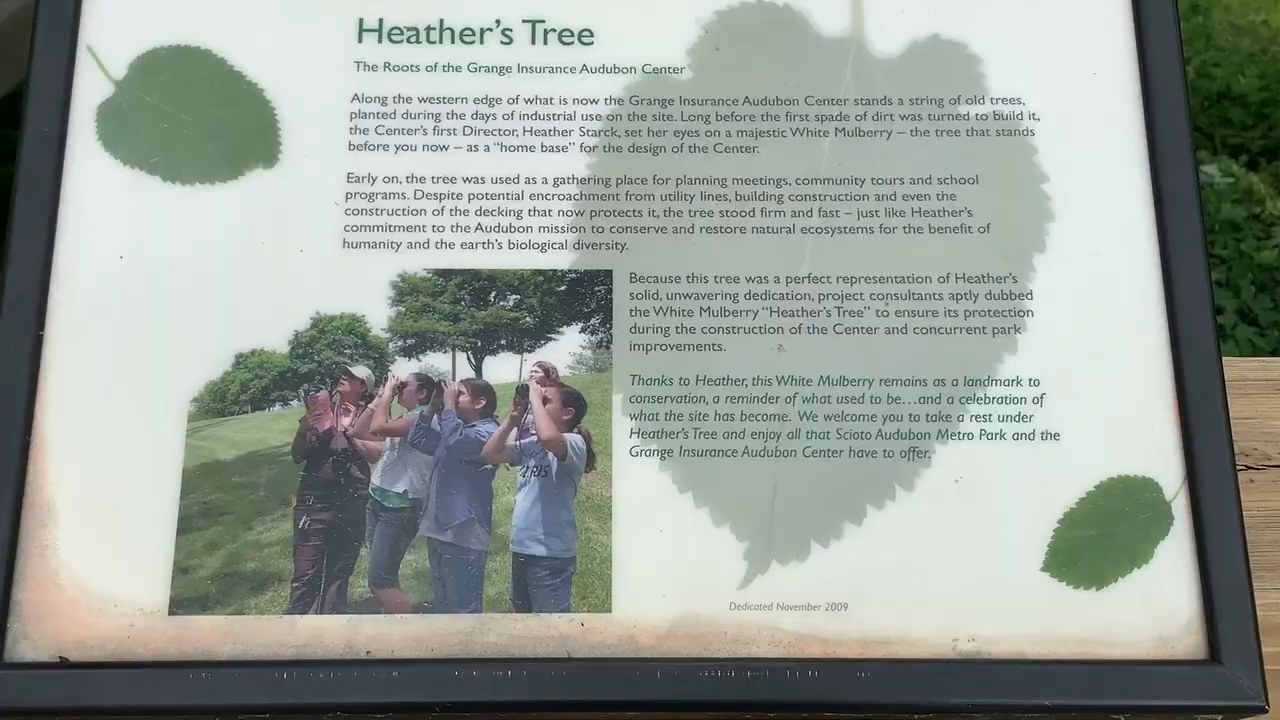 Heather's Tree
The Roots of the Grange Insurance Audubon Center
Along the western edge of what is now the Grange Insurance Audubon Center stands a string of old trees,
planted during the days of industrial use on the site. Long before the first spade of dirt was turned to build it,
the Center's first Director, Heather Starck, set her eyes on a majestic White Mulberry – the tree that stands
before you now – as a "home base" for the design of the Center.
Early on, the tree was used as a gathering place for planning meetings, community tours and school
programs. Despite potential encroachment from utility lines, building construction and even the
construction of the decking that now protects it, the tree stood firm and fast – just like Heather's
commitment to the Audubon mission to conserve and restore natural ecosystems for the benefit of
humanity and the earth's biological diversity.
Because this tree was a perfect representation of Heather's
solid, unwavering dedication, project consultants aptly dubbed
the White Mulberry "Heather's Tree" to ensure its protection
during the construction of the Center and concurrent park
improvements.
Thanks to Heather, this White Mulberry remains as a landmark to
conservation, a reminder of what used to be…and a celebration of
what the site has become. We welcome you to take a rest under
Heather's Tree and enjoy all that Scioto Audubon Metro Park and the
Grange Insurance Audubon Center have to offer.
Dedicated November 2009